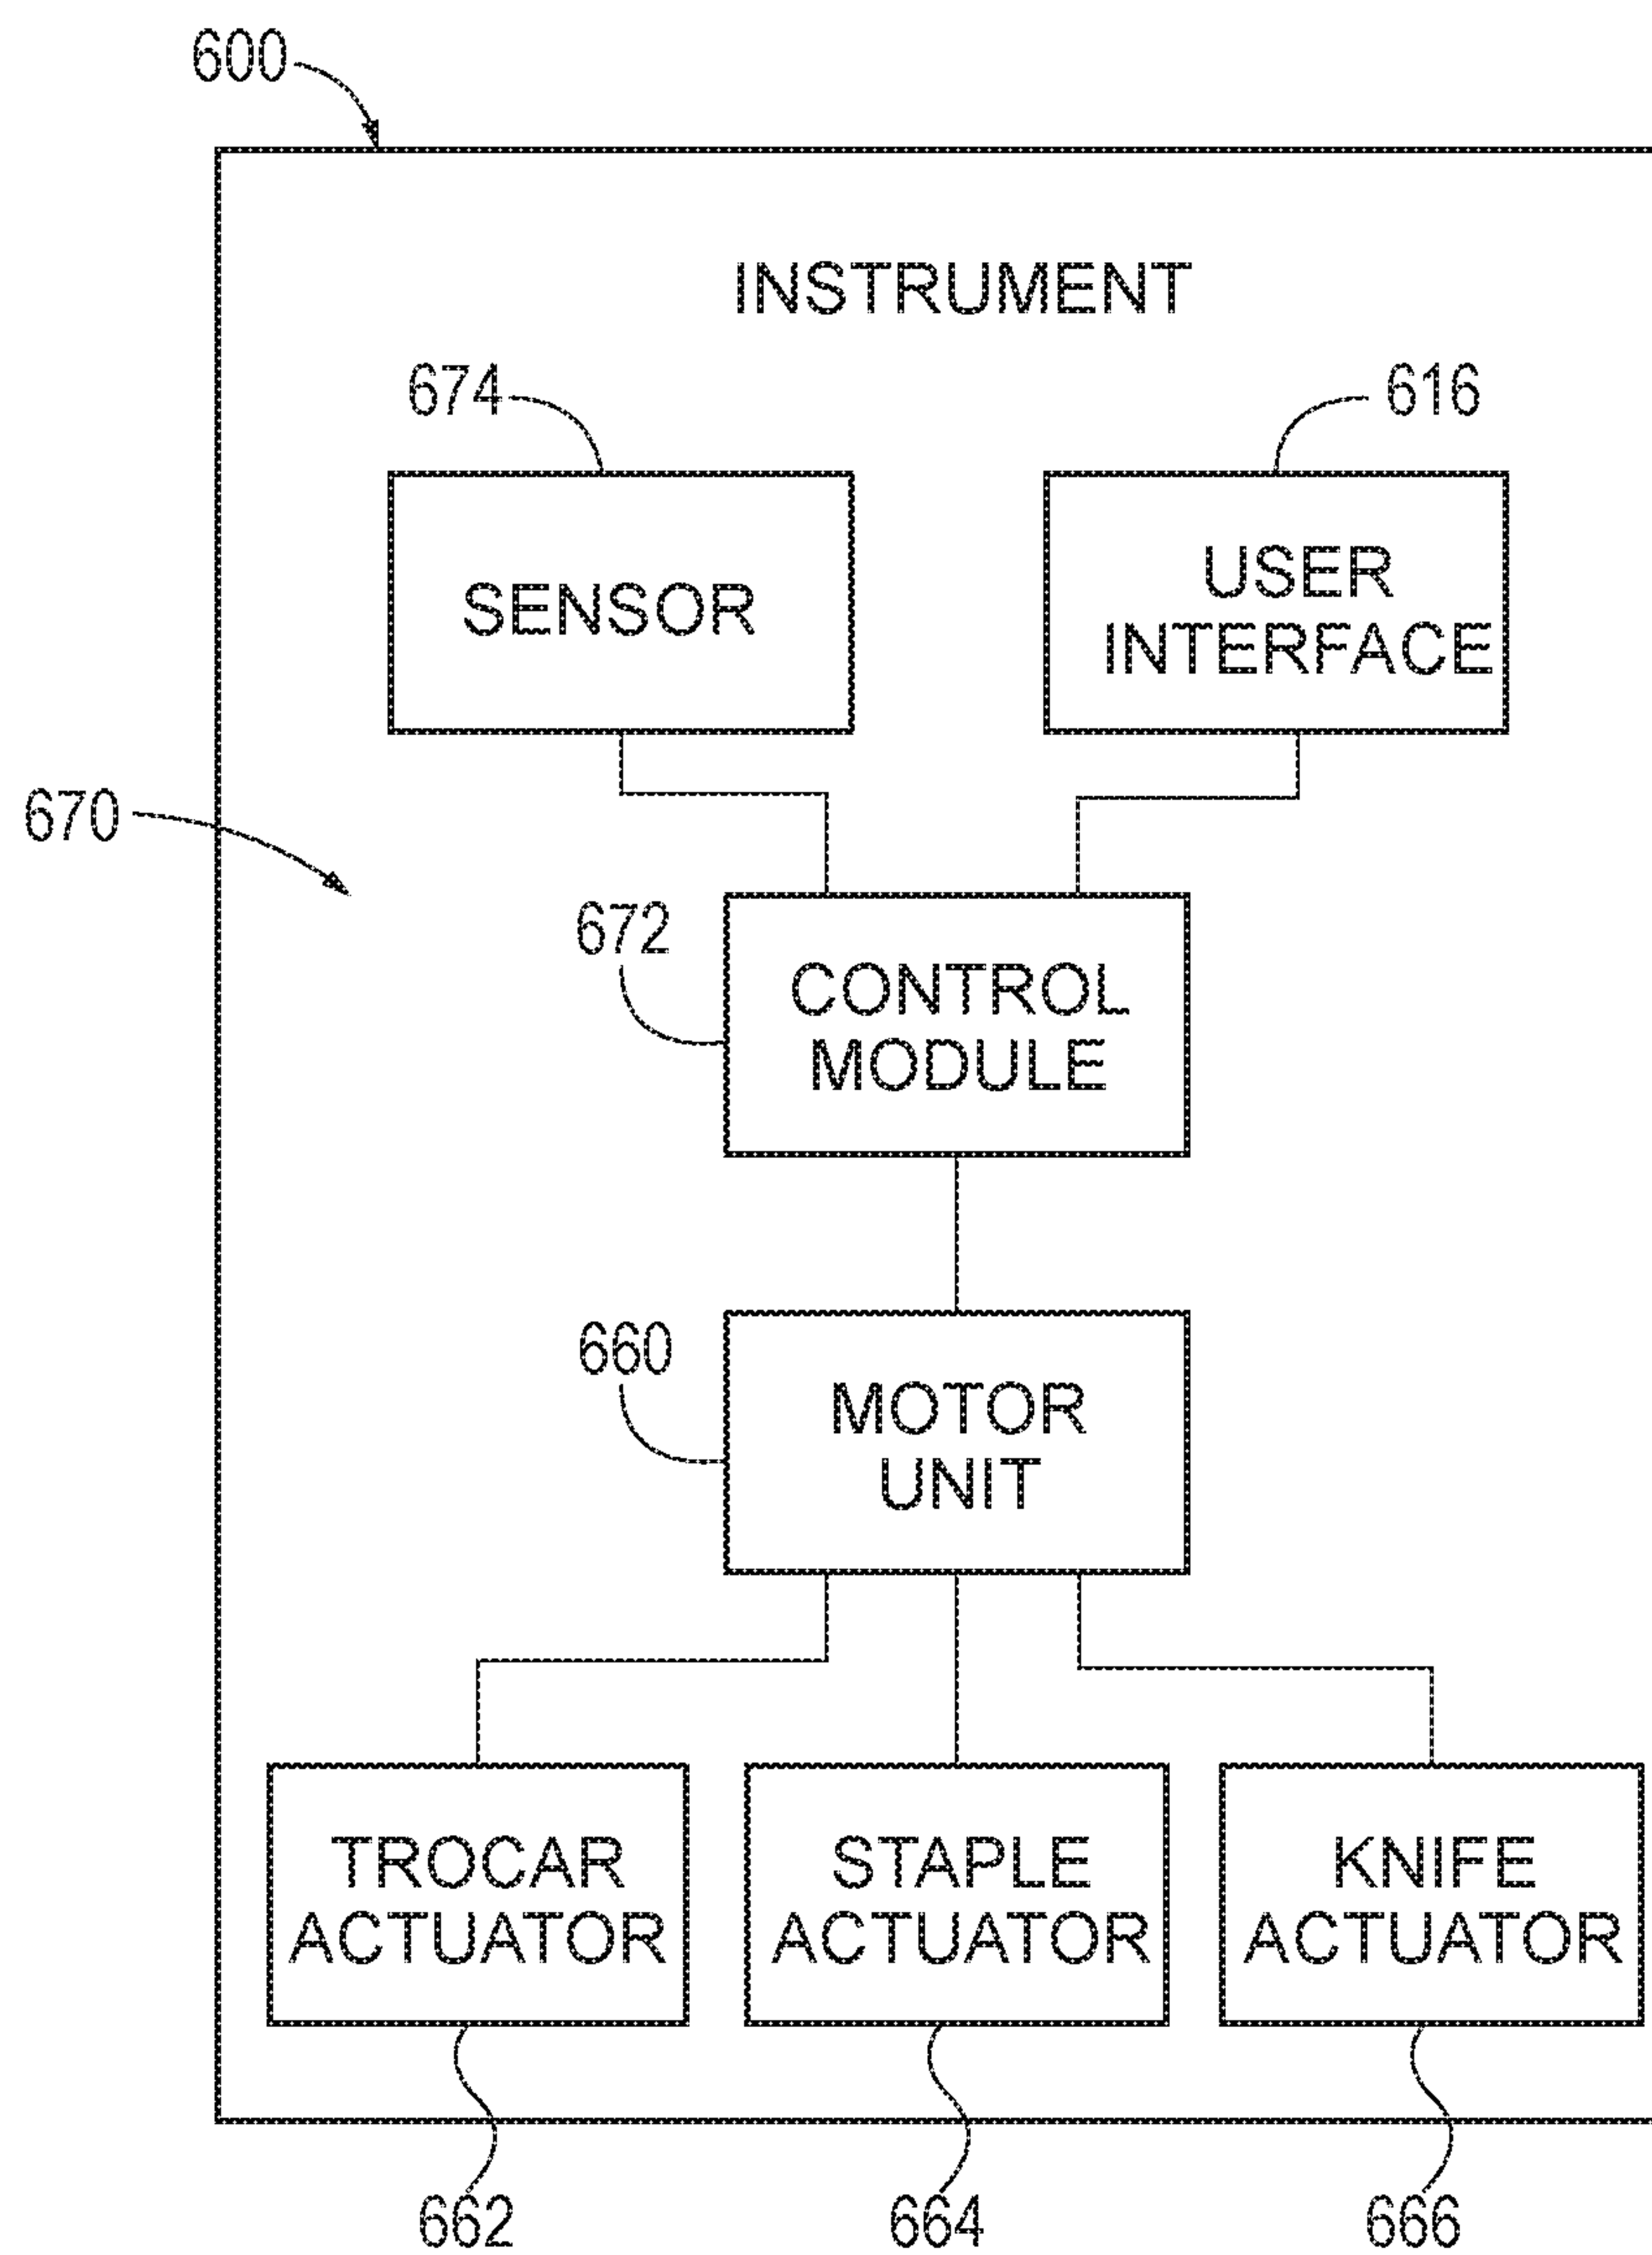 600
INSTRUMENT
674
616
SENSOR
USER
INTERFACE
670
672
CONTROL
MODULE
660
MOTOR
UNIT
TROCAR
ACTUATOR
STAPLE
ACTUATOR
KNIFE
ACTUATOR
662
664
666